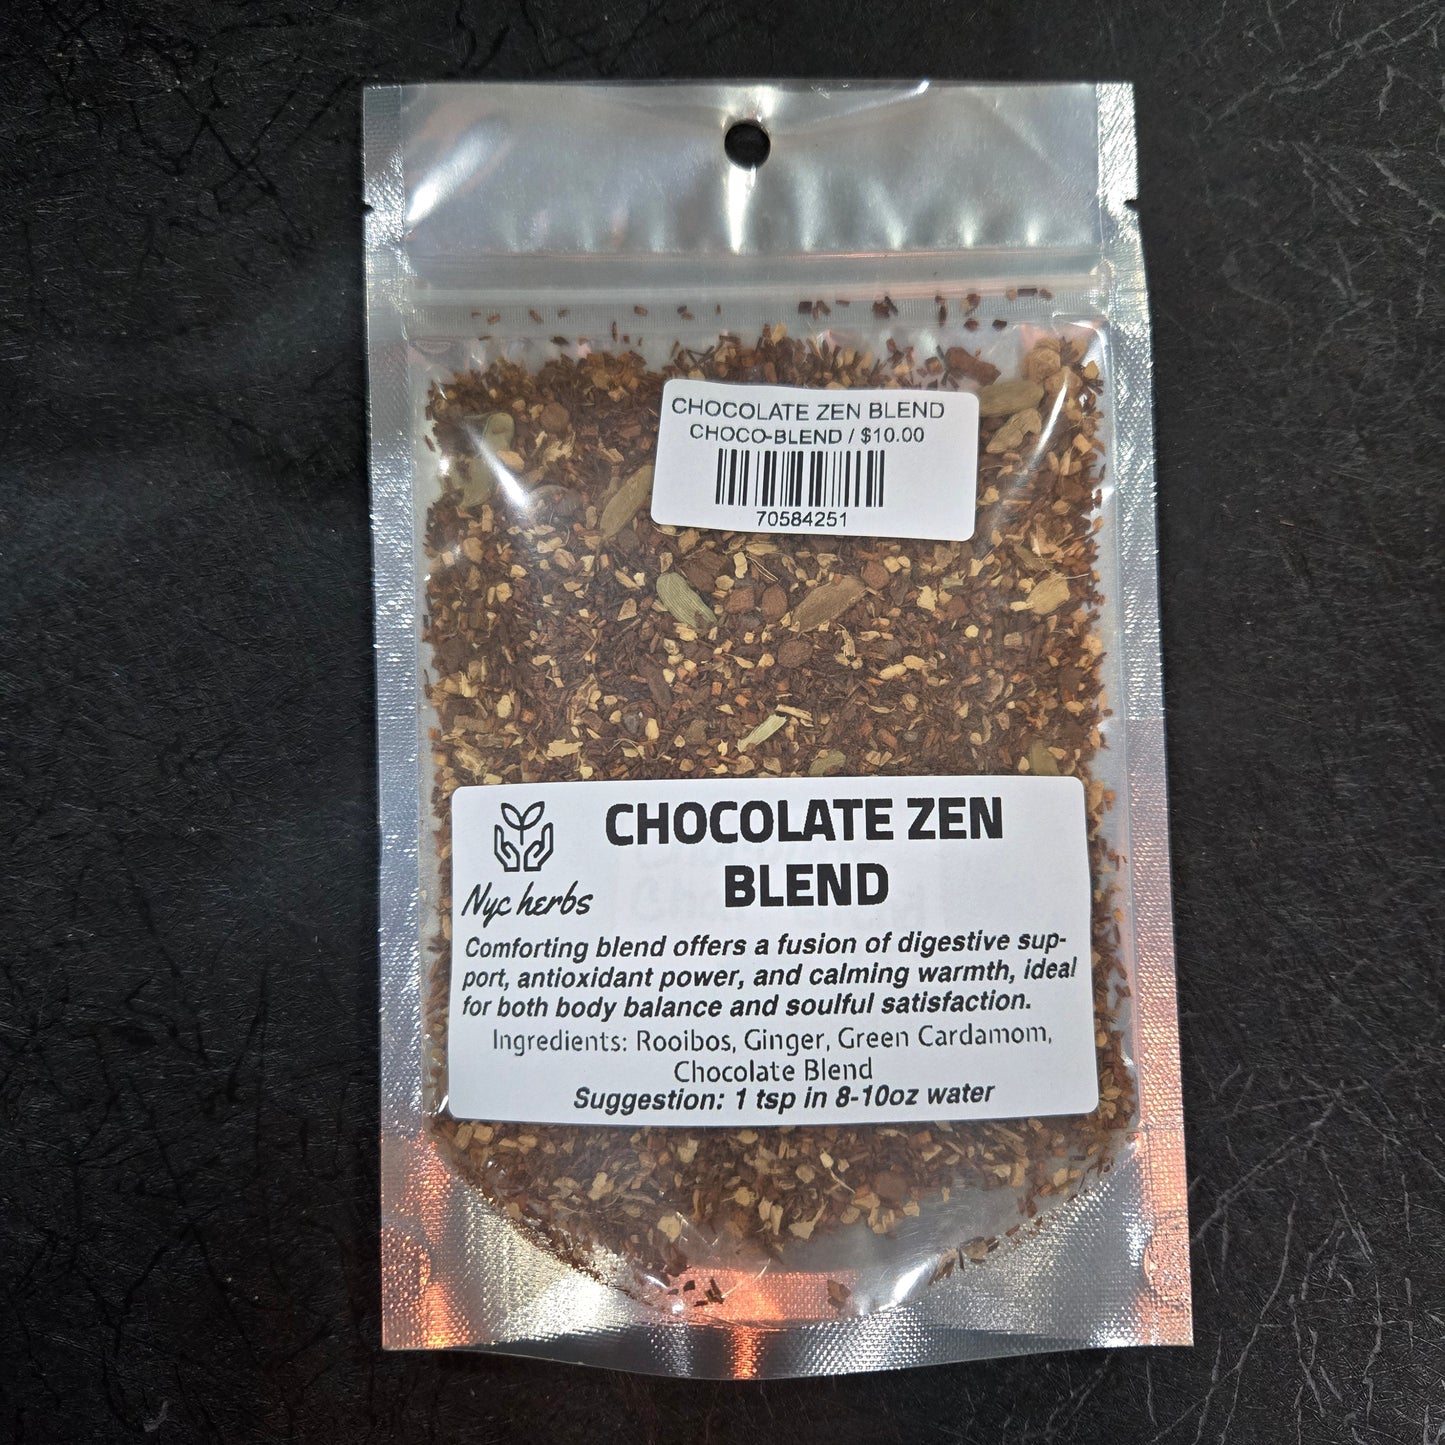 CHOCOLATE ZEN BLEND
CHOCO-BLEND / $10.00
70584251
CHOCOLATE ZEN
BLEND
Nyc herbs
Comforting blend offers a fusion of digestive sup-
port, antioxidant power, and calming warmth, ideal
for both body balance and soulful satisfaction.
Ingredients: Rooibos, Ginger, Green Cardamom,
Chocolate Blend
Suggestion: 1 tsp in 8-10oz water